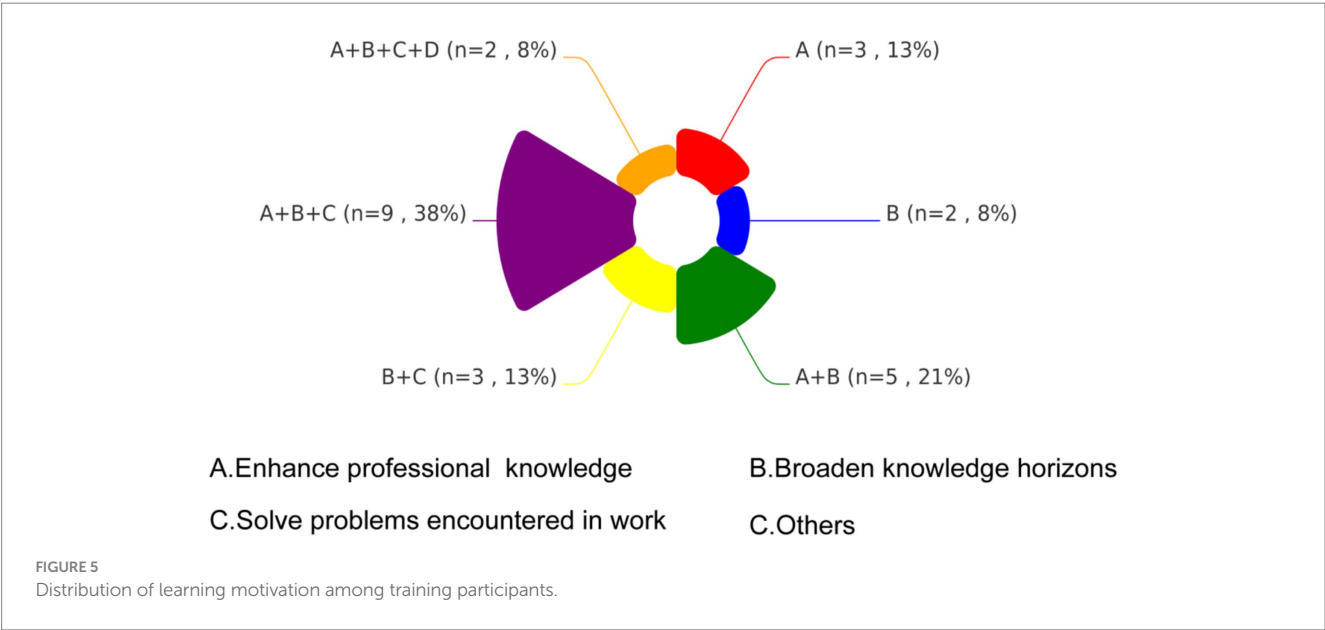 A+B+C+D (n=2 , 8%)
A (n=3 , 13%)
A+B+C (n=9 , 38%)
B (n=2 , 8%)
B+C (n=3 , 13%)
A+B (n=5 , 21%)
A.Enhance professional  knowledge
B.Broaden knowledge horizons
C.Solve problems encountered in work
C.Others
FIGURE 5
Distribution of learning motivation among training participants.